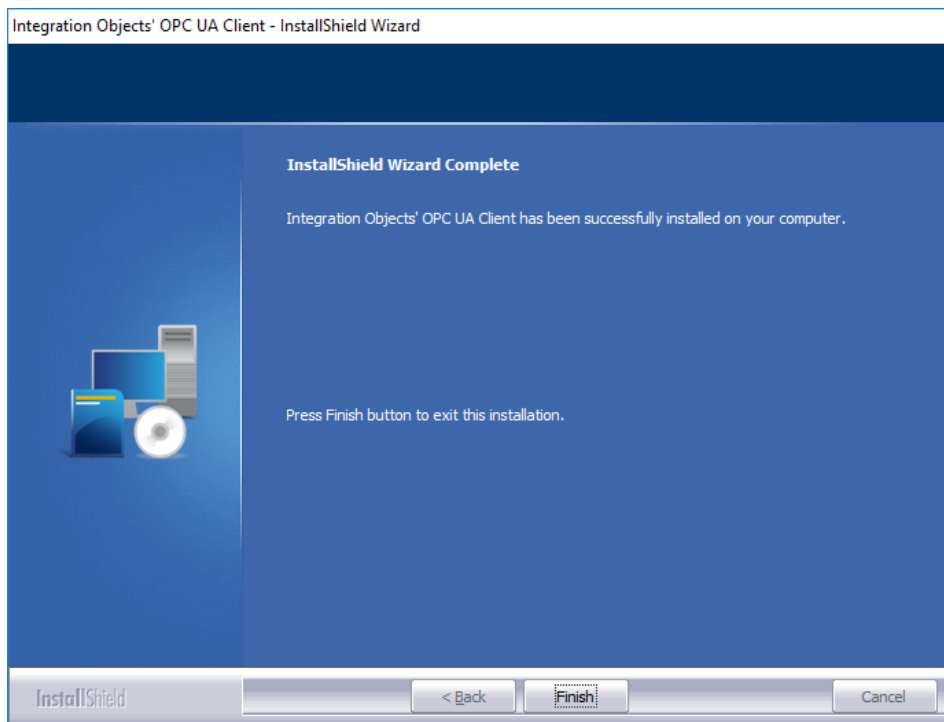 Integration Objects' OPC UA Client - InstallShield Wizard
InstallShield Wizard Complete
Integration Objects' OPC UA Client has been successfully installed on your computer.
Press Finish button to exit this installation.
InstallShield
< Back
Finish
Cancel